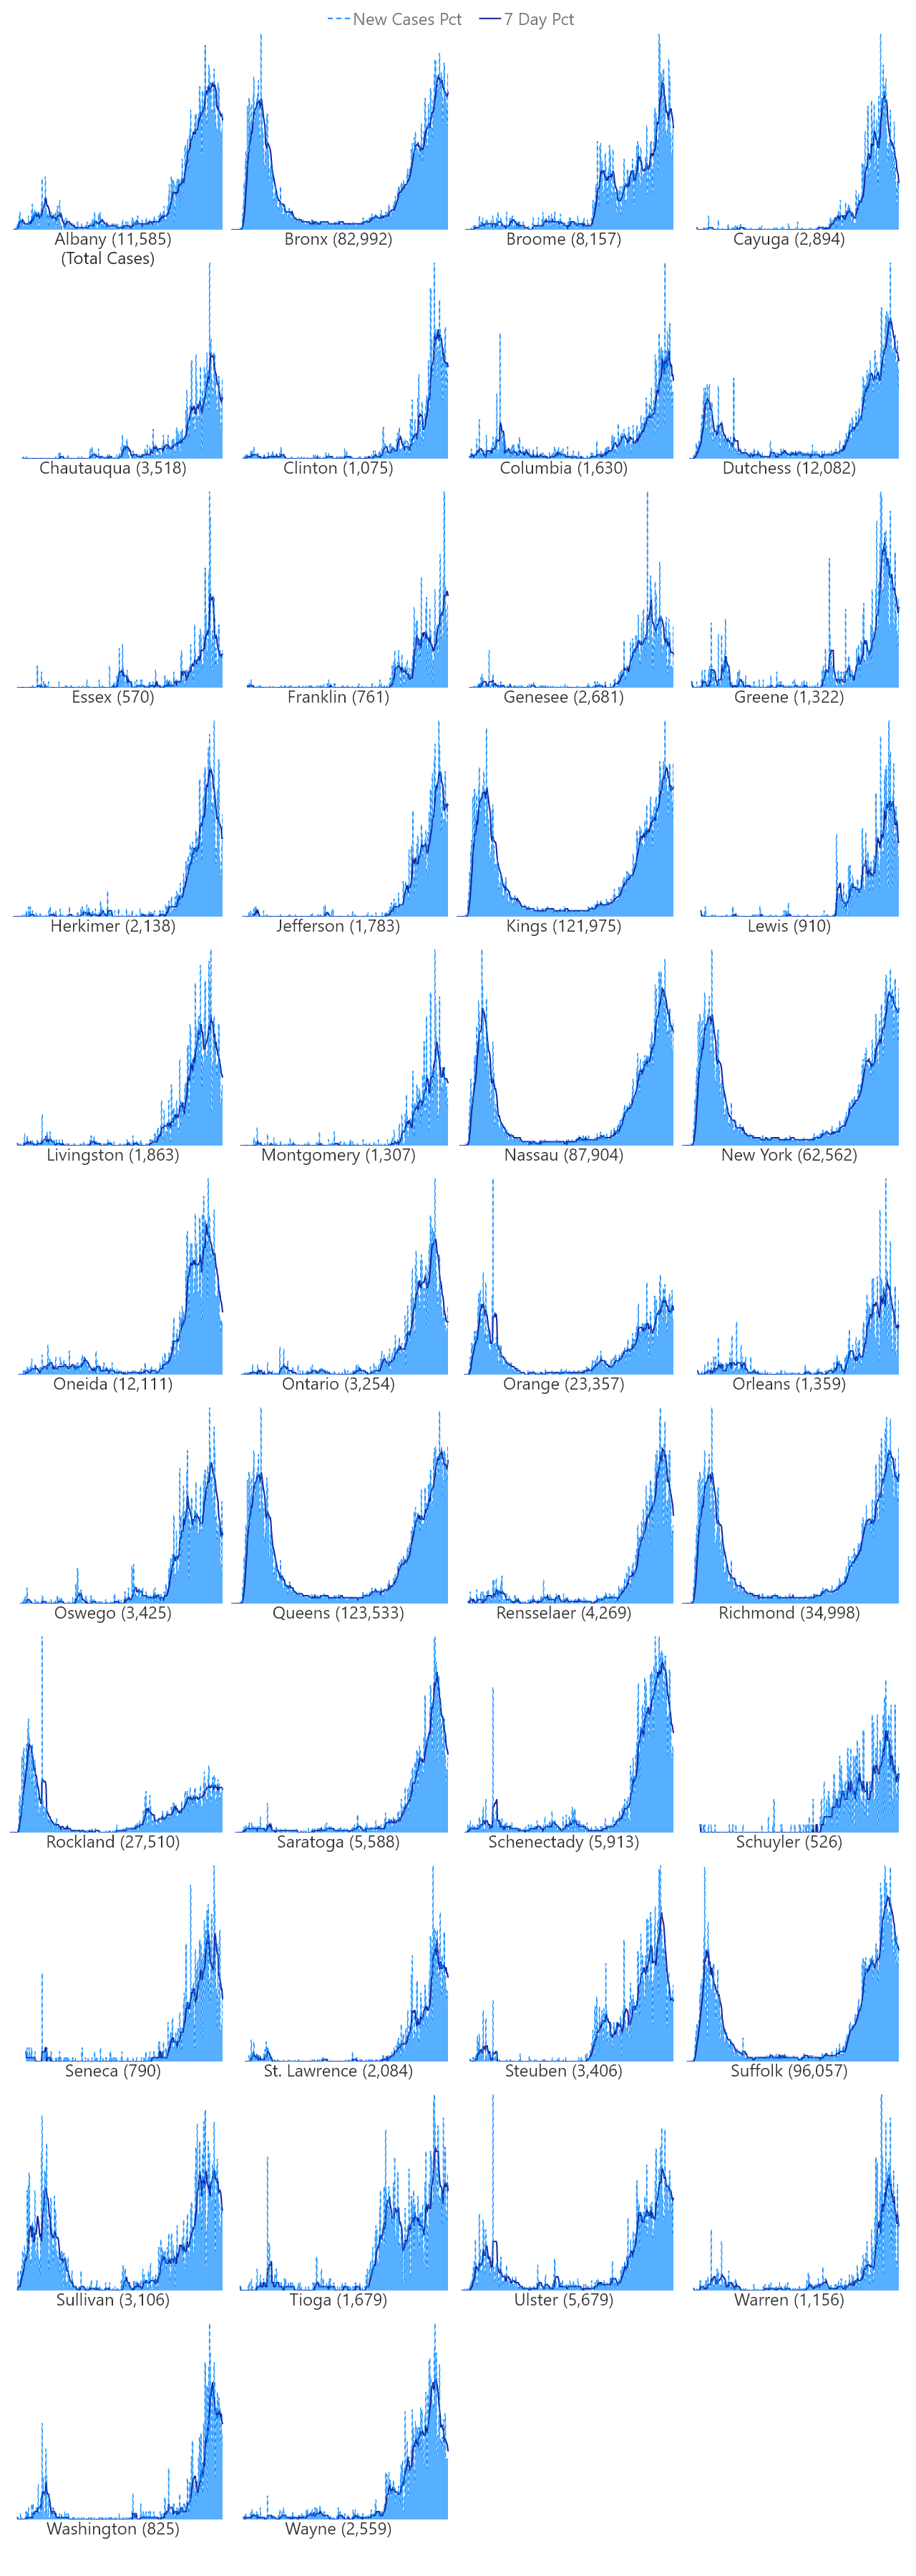 New Cases Pct 7 Day Pct
Albany (11,585) Bronx (82,992) Broome (8,157) Cayuga (2,894)
(Total Cases)
Chautauqua (3,518) Clinton (1,075) Columbia (1,630) Dutchess (12,082)
Essex (570) Franklin (761) Genesee (2,681) Greene (1,322)
Herkimer (2,138) Jefferson (1,783) Kings (121,975) Lewis (910)
Livingston (1,863) Montgomery (1,307) Nassau (87,904) New York (62,562)
Oneida (12,111) Ontario (3,254) Orange (23,357) Orleans (1,359)
Oswego (3,425) Queens (123,533) Rensselaer (4,269) Richmond (34,998)
Rockland (27,510) Saratoga (5,588) Schenectady (5,913) Schuyler (526)
Seneca (790) St. Lawrence (2,084) Steuben (3,406) Suffolk (96,057)
Sullivan (3,106) Tioga (1,679) Ulster (5,679) Warren (1,156)
Washington (825) Wayne (2,559)